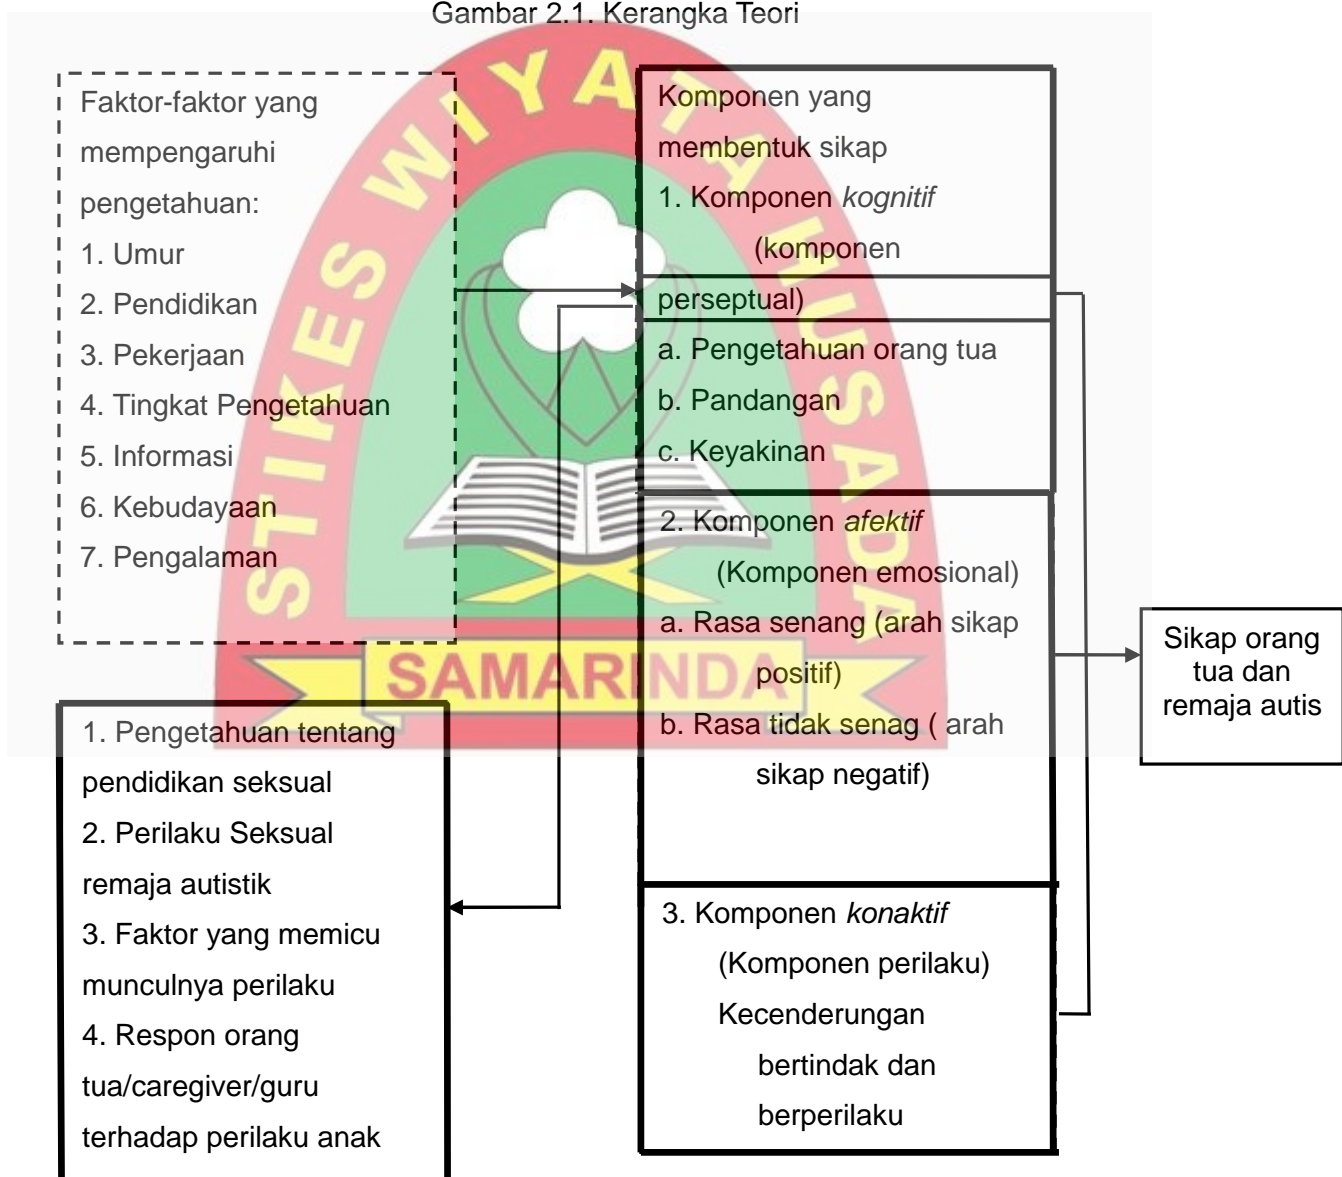 Gambar 2.1. Kerangka Teori
Faktor-faktor yang
mempengaruhi
pengetahuan:
1. Umur
2. Pendidikan
3. Pekerjaan
4. Tingkat Pengetahuan
5. Informasi
6. Kebudayaan
7. Pengalaman
Komponen yang
membentuk sikap
1. Komponen kognitif
(komponen
perseptual)
a. Pengetahuan orang tua
b. Pandangan
c. Keyakinan
2. Komponen afektif
(Komponen emosional)
a. Rasa senang (arah sikap
positif)
b. Rasa tidak senag ( arah
sikap negatif)
3. Komponen konaktif
(Komponen perilaku)
Kecenderungan
bertindak dan
berperilaku
Sikap orang
tua dan
remaja autis
1. Pengetahuan tentang
pendidikan seksual
2. Perilaku Seksual
remaja autistik
3. Faktor yang memicu
munculnya perilaku
4. Respon orang
tua/caregiver/guru
terhadap perilaku anak
STIKES WIYATA HUSADA
SAMARINDA